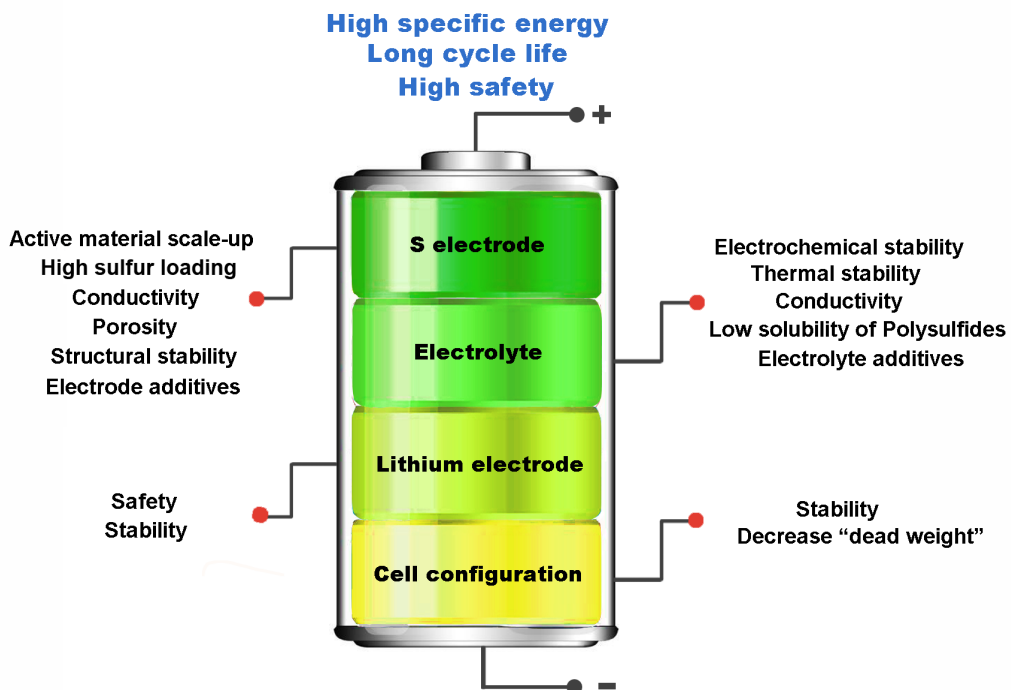 High specific energy
Long cycle life
High safety
+
Active material scale-up
High sulfur loading
Conductivity
Porosity
Structural stability
Electrode additives
S electrode
Electrolyte
Lithium electrode
Cell configuration
Electrochemical stability
Thermal stability
Conductivity
Low solubility of Polysulfides
Electrolyte additives
Safety
Stability
Stability
Decrease “dead weight”
-